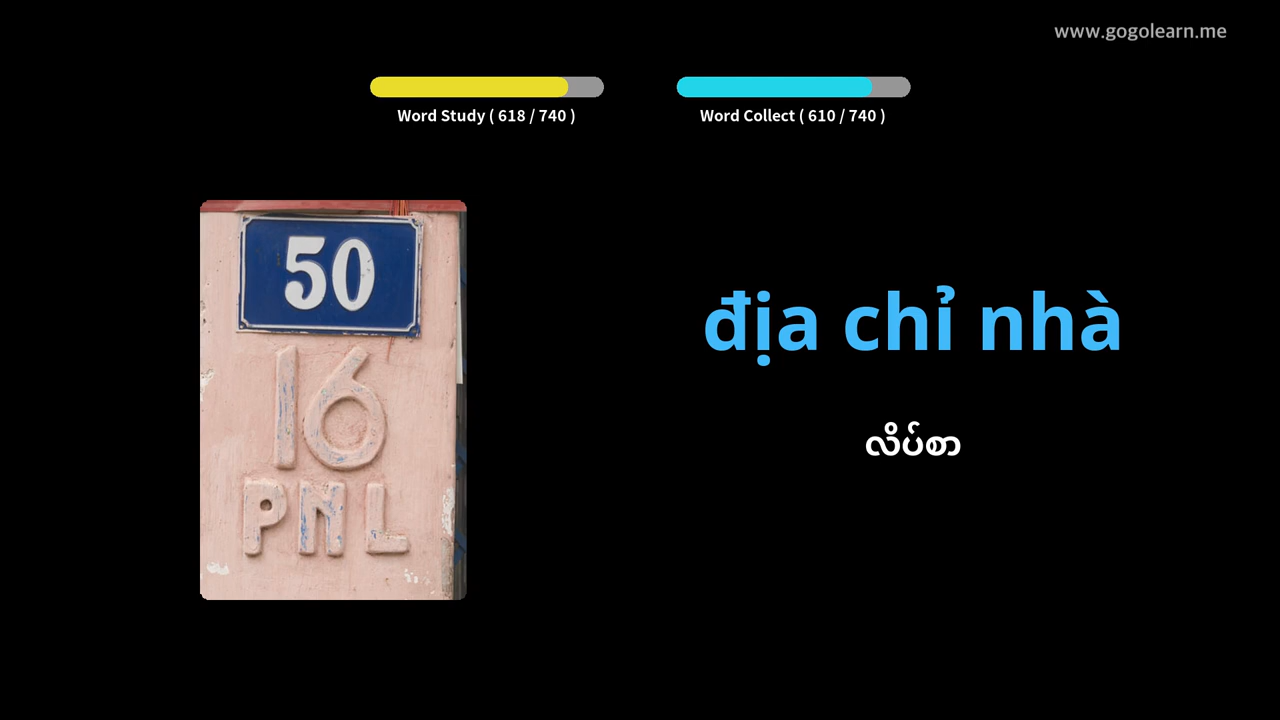 www.gogolearn.me
Word Study ( 618 / 740 )
Word Collect ( 610 / 740 )
50
16
PNL
địa chỉ nhà
လိပ်စာ